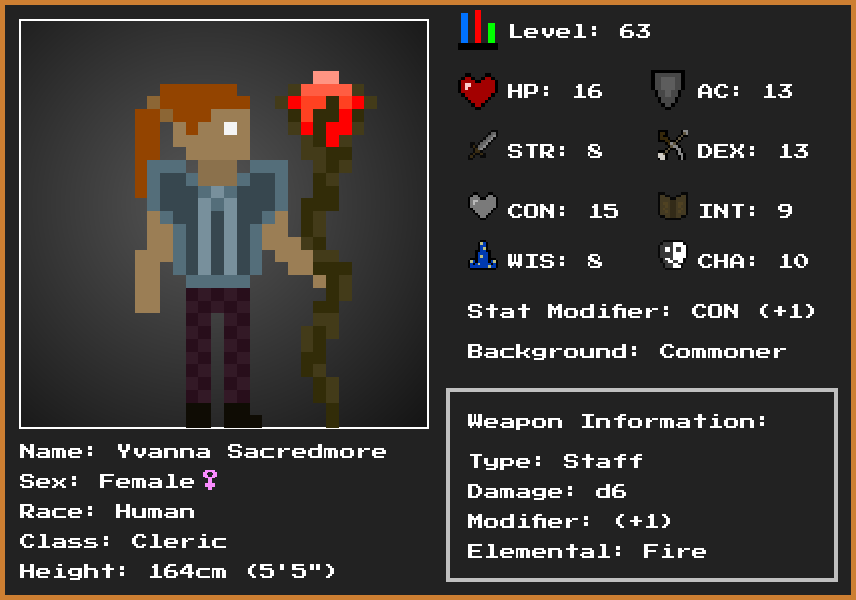 Level: 63
HP: 16
AC: 13
STR: 8
DEX: 13
CON: 15
INT: 9
WIS: 8
CHA: 10
Stat Modifier: CON (+1)
Background: Commoner
Weapon Information:
Type: Staff
Damage: d6
Modifier: (+1)
Elemental: Fire
Name: Yvanna Sacredmore
Sex: Female♀
Race: Human
Class: Cleric
Height: 164cm (5'5")